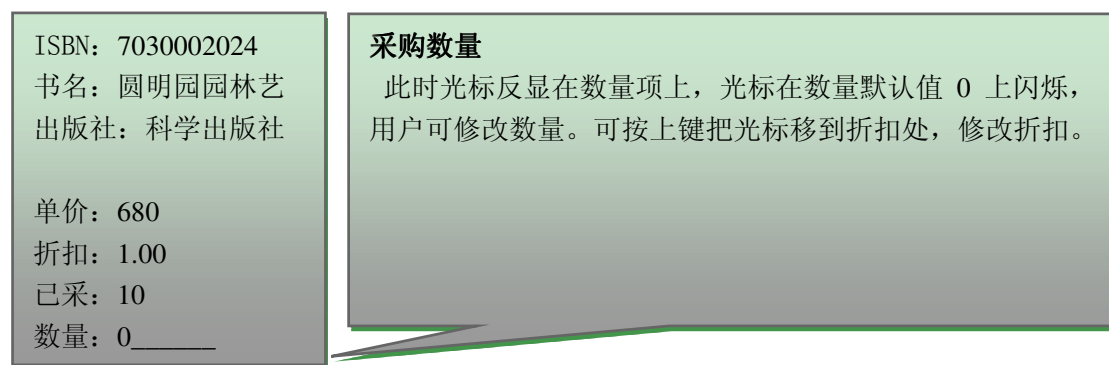 ISBN：7030002024
书名：圆明园园林艺
出版社：科学出版社
单价：680
折扣：1.00
已采：10
数量：0______
采购数量
此时光标反显在数量项上，光标在数量默认值 0 上闪烁，
用户可修改数量。可按上键把光标移到折扣处，修改折扣。